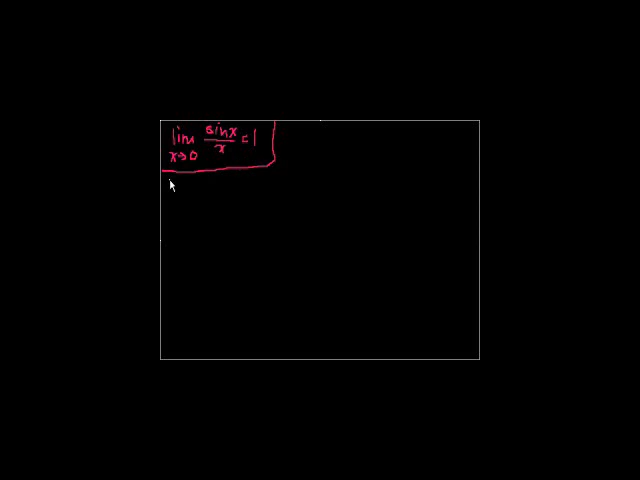 lim sinx/x = 1
x→0